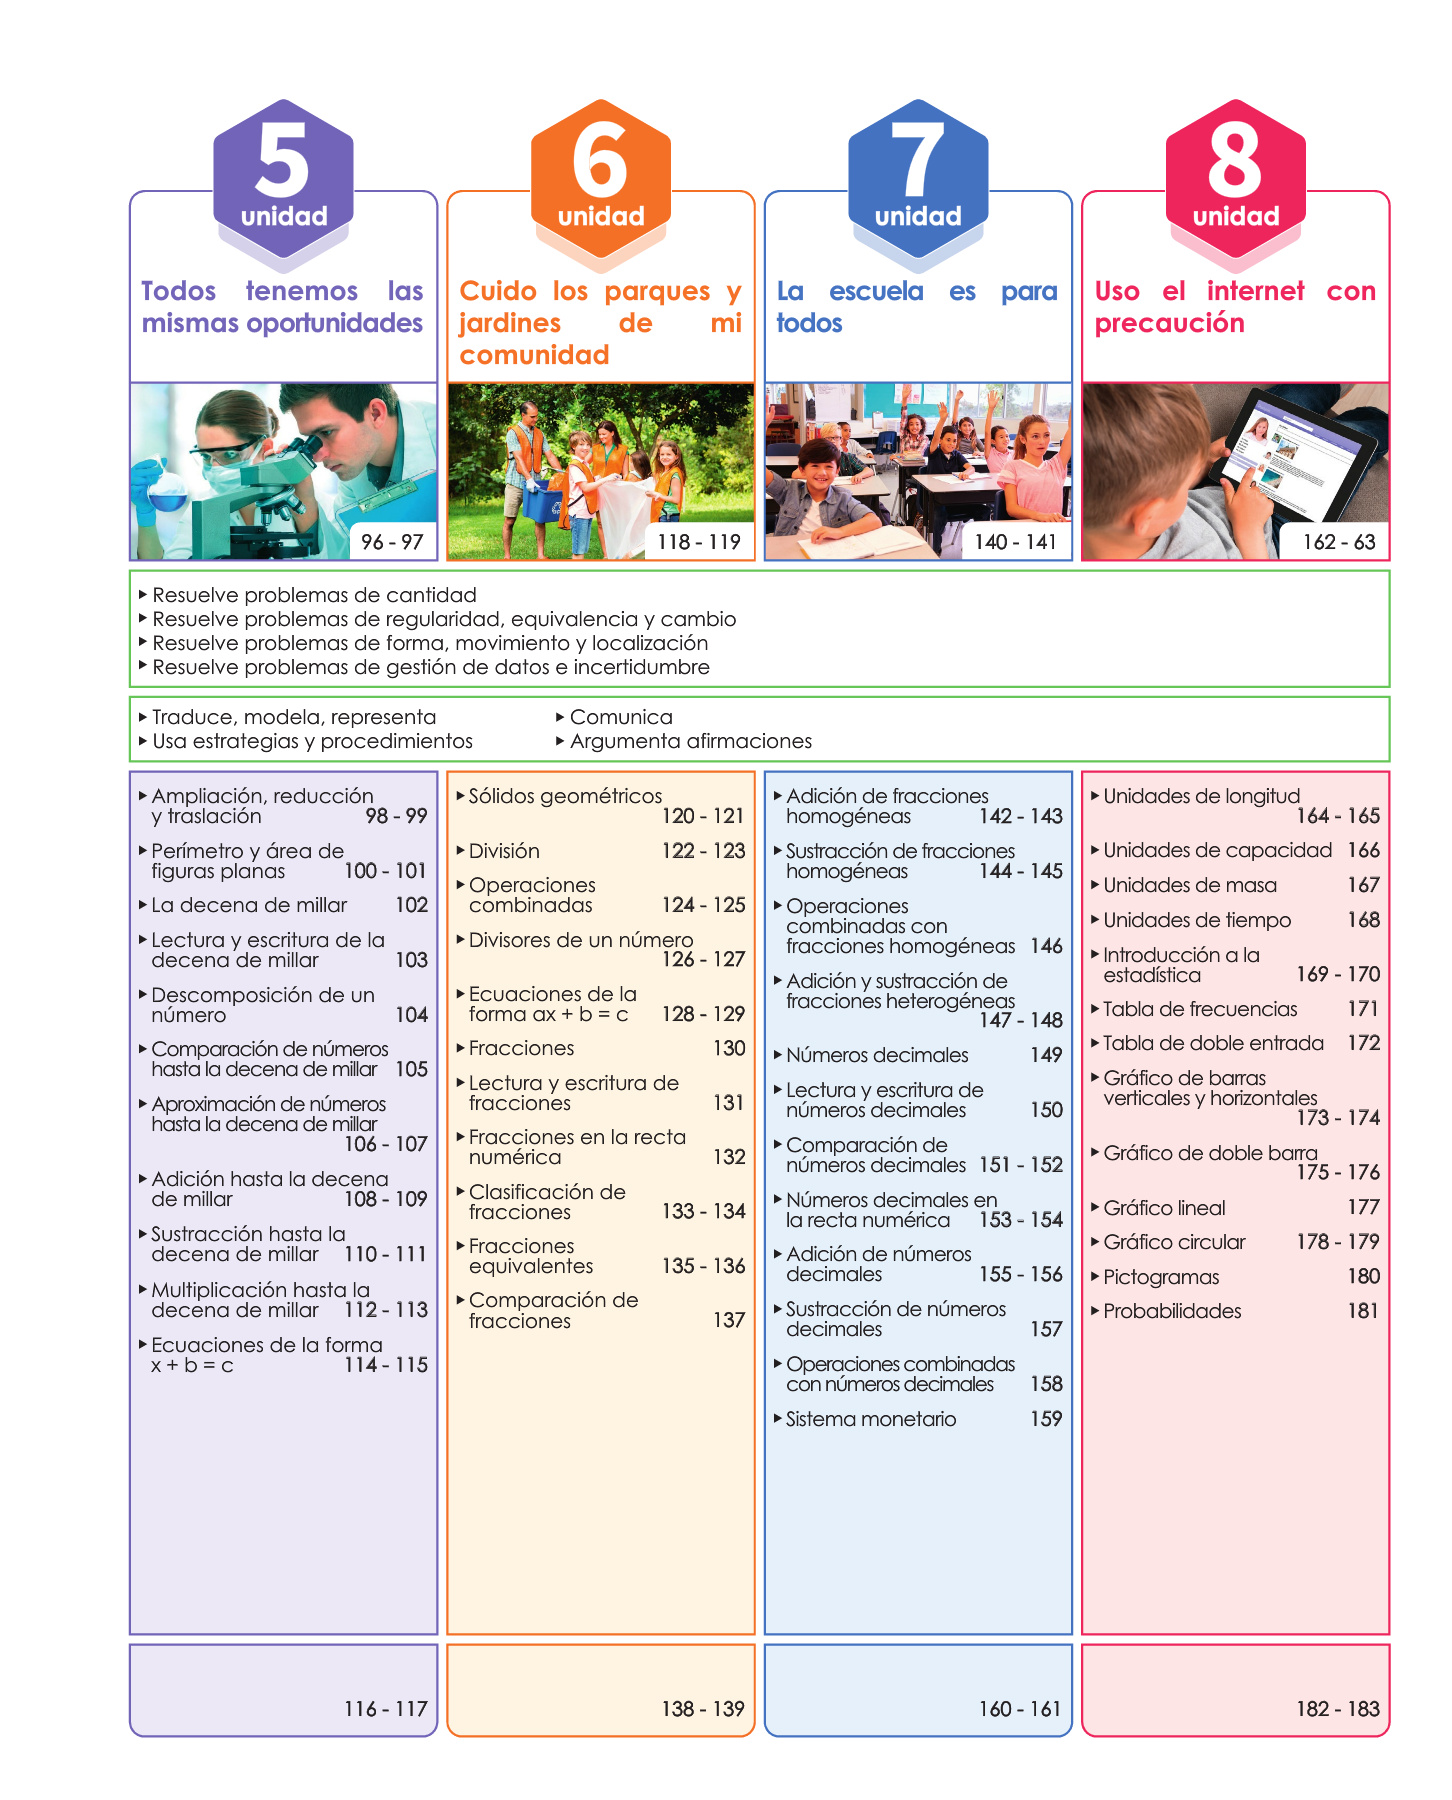 5
unidad
Todos tenemos las
mismas oportunidades
96 - 97
6
unidad
Cuido los parques y
jardines de mi
comunidad
118 - 119
7
unidad
La escuela es para
todos
140 - 141
8
unidad
Uso el internet con
precaución
162 - 63
Resuelve problemas de cantidad
Resuelve problemas de regularidad, equivalencia y cambio
Resuelve problemas de forma, movimiento y localización
Resuelve problemas de gestión de datos e incertidumbre
Traduce, modela, representa
Usa estrategias y procedimientos
Comunica
Argumenta afirmaciones
Ampliación, reducción
y traslación 98 - 99
Perímetro y área de
figuras planas 100 - 101
La decena de millar 102
Lectura y escritura de la
decena de millar 103
Descomposición de un
número 104
Comparación de números
hasta la decena de millar 105
Aproximación de números
hasta la decena de millar
106 - 107
Adición hasta la decena
de millar 108 - 109
Sustracción hasta la
decena de millar 110 - 111
Multiplicación hasta la
decena de millar 112 - 113
Ecuaciones de la forma
x + b = c 114 - 115
116 - 117
Sólidos geométricos
120 - 121
División 122 - 123
Operaciones
combinadas 124 - 125
Divisores de un número
126 - 127
Ecuaciones de la
forma ax + b = c 128 - 129
Fracciones 130
Lectura y escritura de
fracciones 131
Fracciones en la recta
numérica 132
Clasificación de
fracciones 133 - 134
Fracciones
equivalentes 135 - 136
Comparación de
fracciones 137
138 - 139
Adición de fracciones
homogéneas 142 - 143
Sustracción de fracciones
homogéneas 144 - 145
Operaciones
combinadas con
fracciones homogéneas 146
Adición y sustracción de
fracciones heterogéneas
147 - 148
Números decimales 149
Lectura y escritura de
números decimales 150
Comparación de
números decimales 151 - 152
Números decimales en
la recta numérica 153 - 154
Adición de números
decimales 155 - 156
Sustracción de números
decimales 157
Operaciones combinadas
con números decimales 158
Sistema monetario 159
160 - 161
Unidades de longitud
164 - 165
Unidades de capacidad 166
Unidades de masa 167
Unidades de tiempo 168
Introducción a la
estadística 169 - 170
Tabla de frecuencias 171
Tabla de doble entrada 172
Gráfico de barras
verticales y horizontales
173 - 174
Gráfico de doble barra
175 - 176
Gráfico lineal 177
Gráfico circular 178 - 179
Pictogramas 180
Probabilidades 181
182 - 183